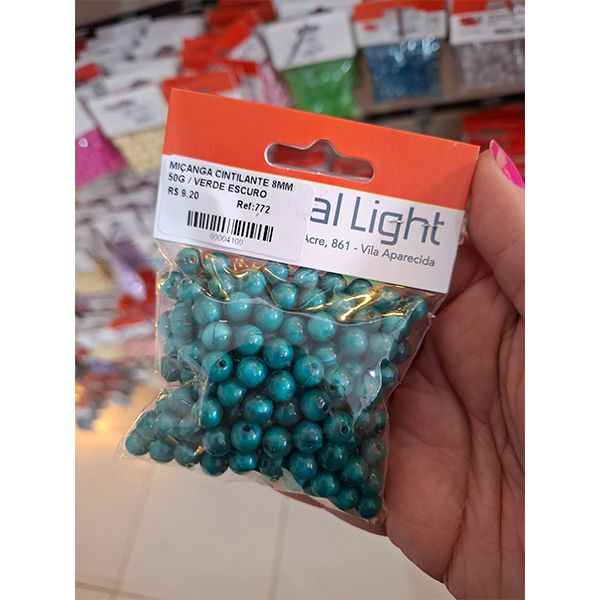 MIÇANGA CINTILANTE 8MM
50G / VERDE ESCURO
R$ 9.20
Ref:772
00004100
al Light
Acre, 861 - Vila Aparecida